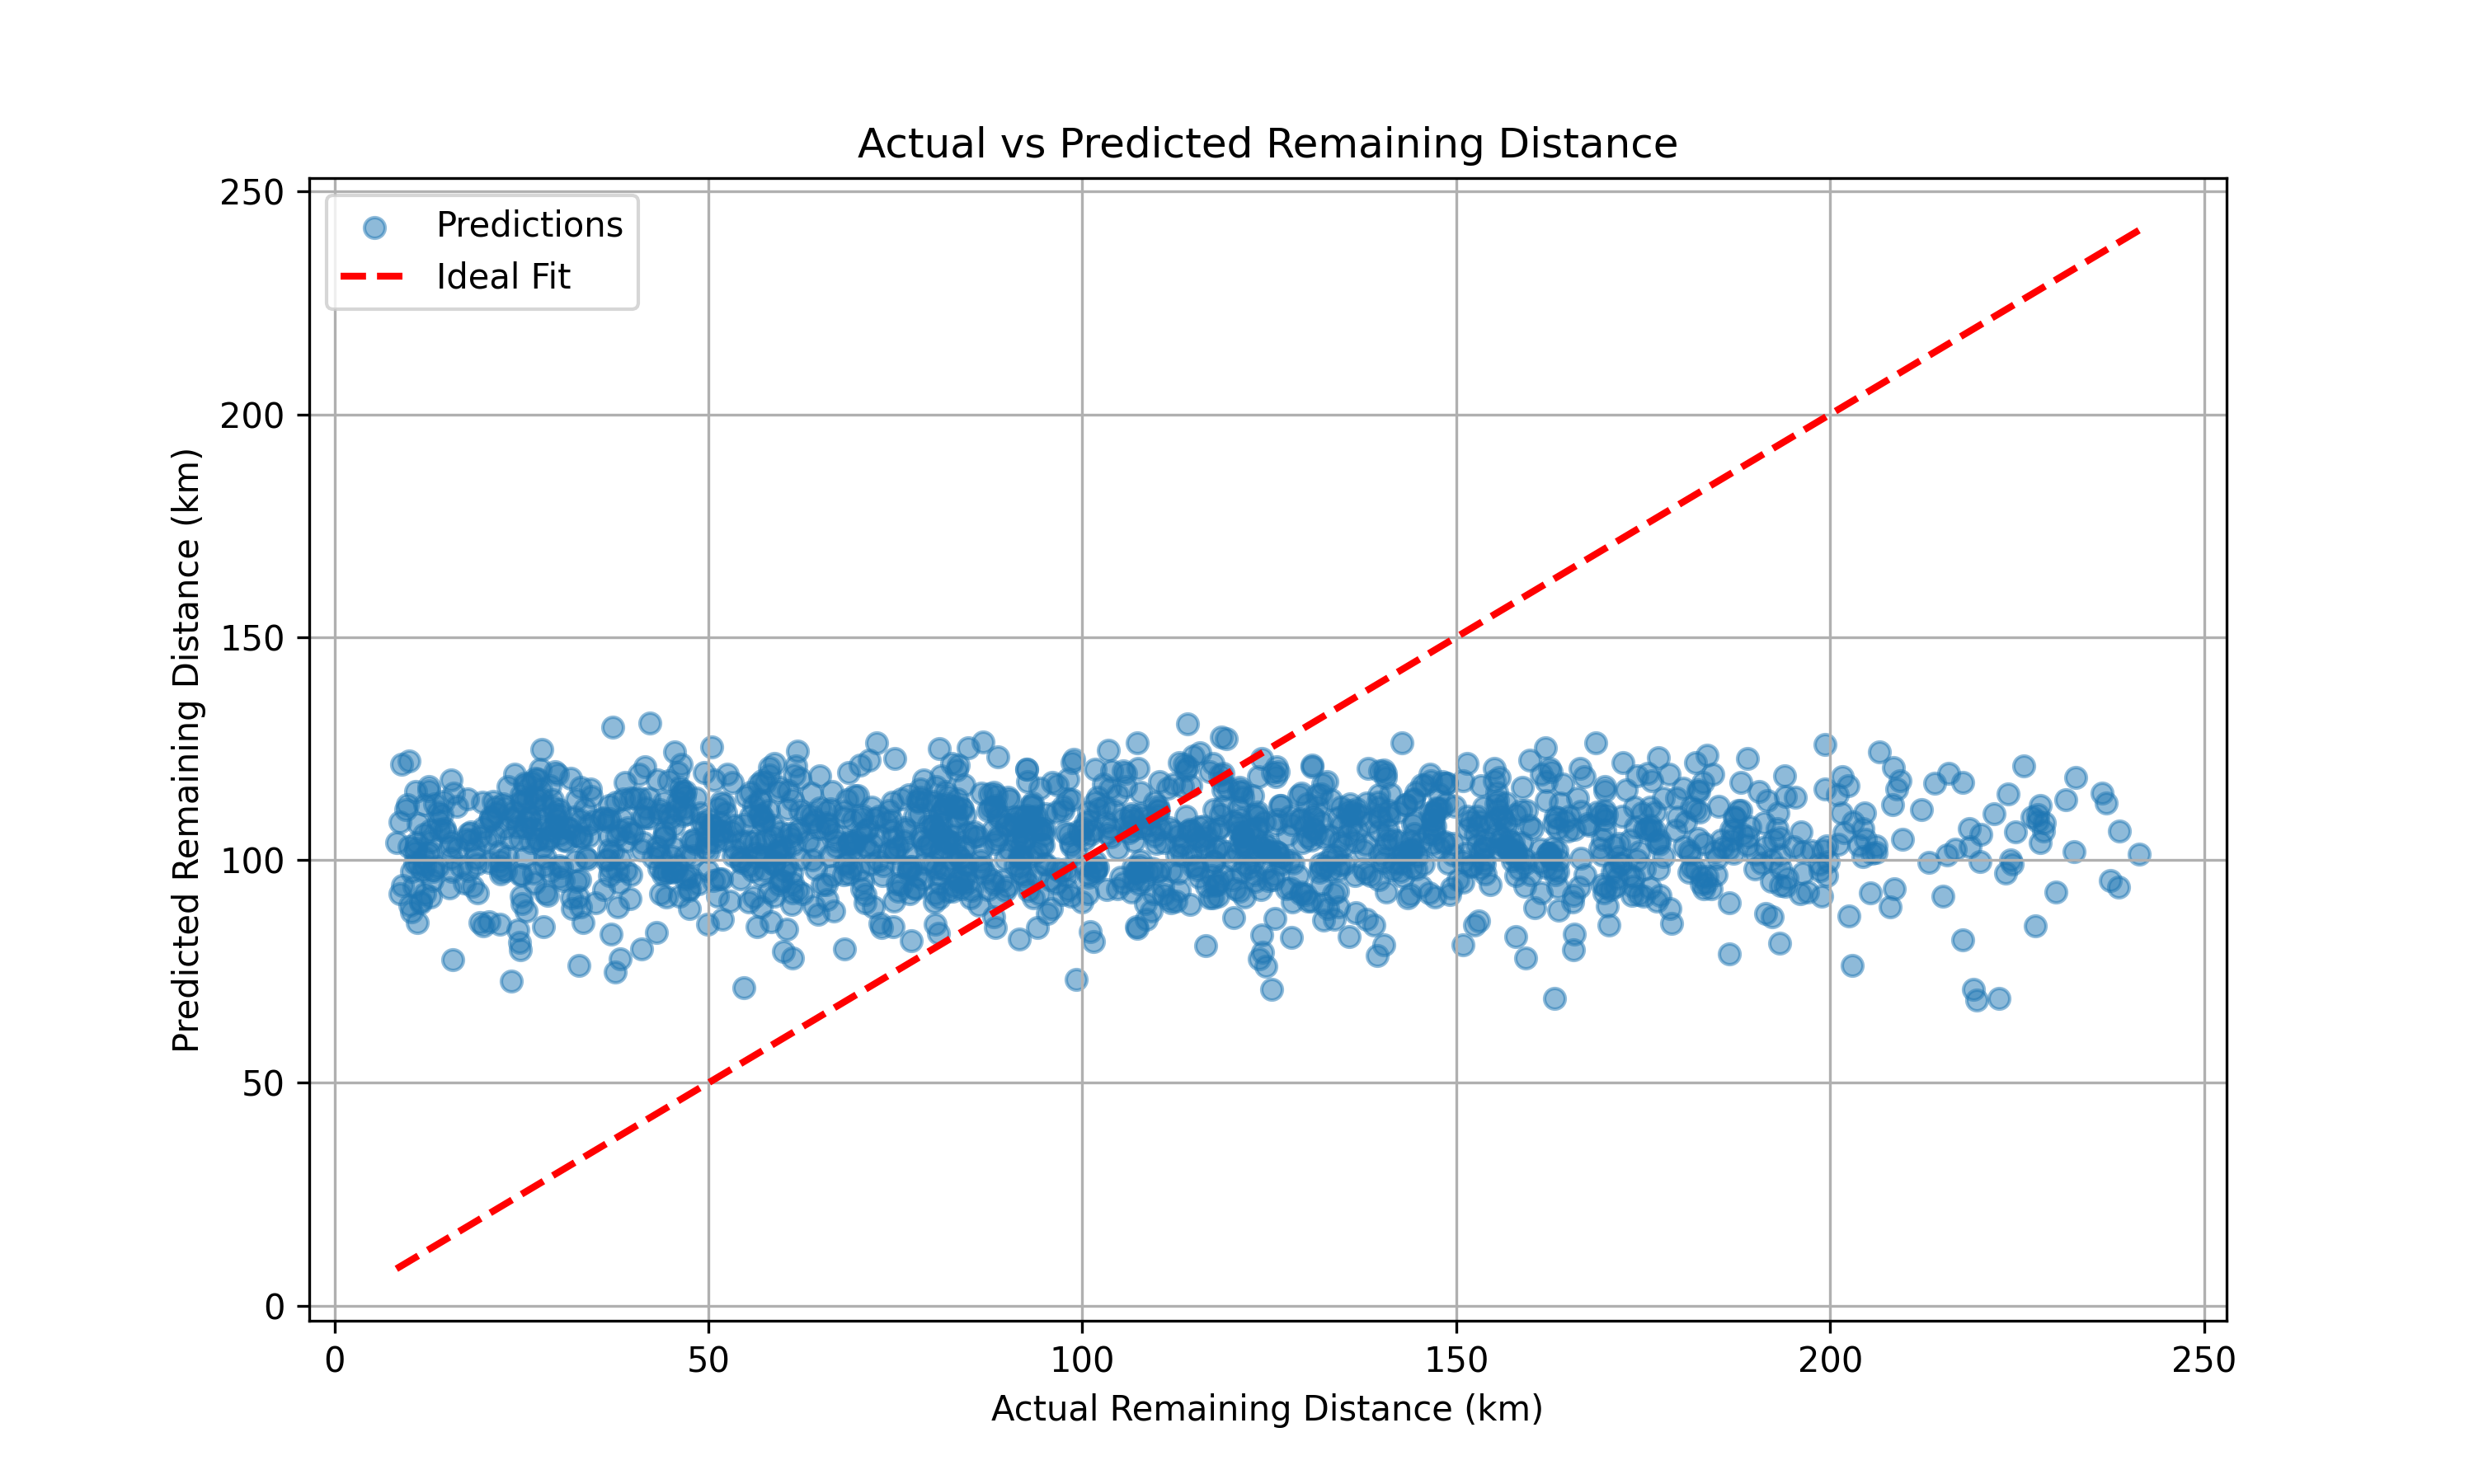 Actual vs Predicted Remaining Distance
Predictions
Ideal Fit
250
200
150
100
50
0
Predicted Remaining Distance (km)
0 50 100 150 200 250
Actual Remaining Distance (km)